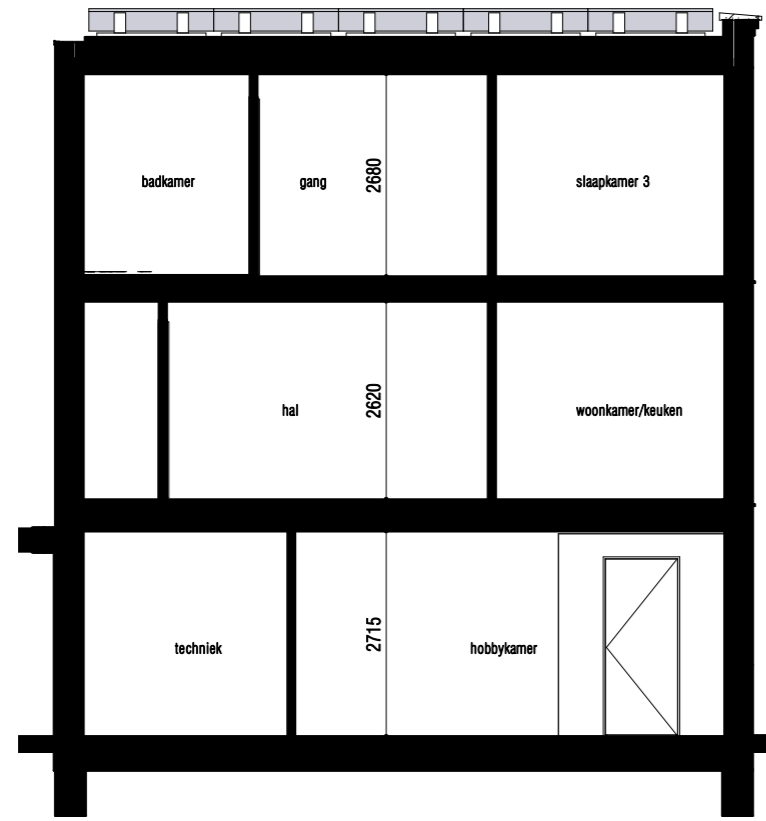 badkamer
gang
2680
slaapkamer 3
hal
2620
woonkamer/keuken
techniek
2715
hobbykamer